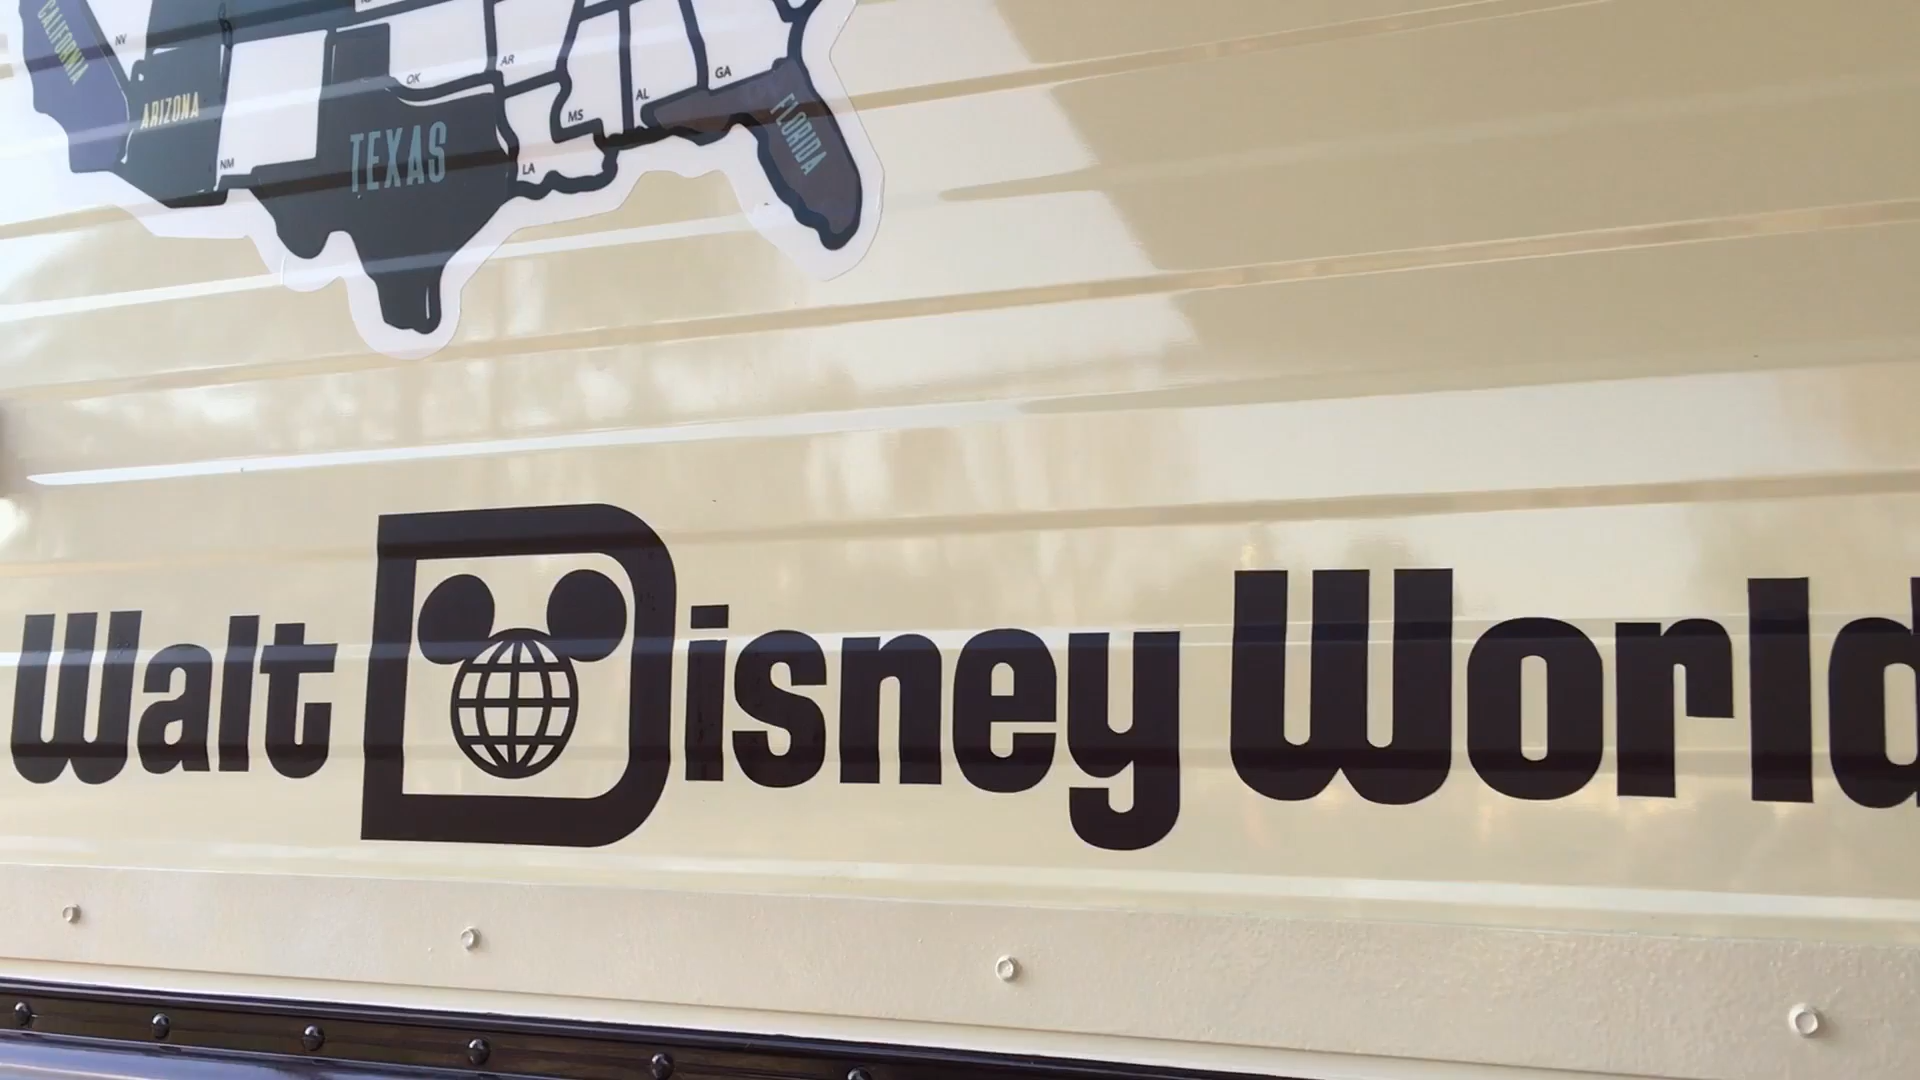 CALIFORNIA
NV
ARIZONA
NM
TEXAS
OK
AR
LA
MS
AL
GA
FLORIDA
Walt Disney World